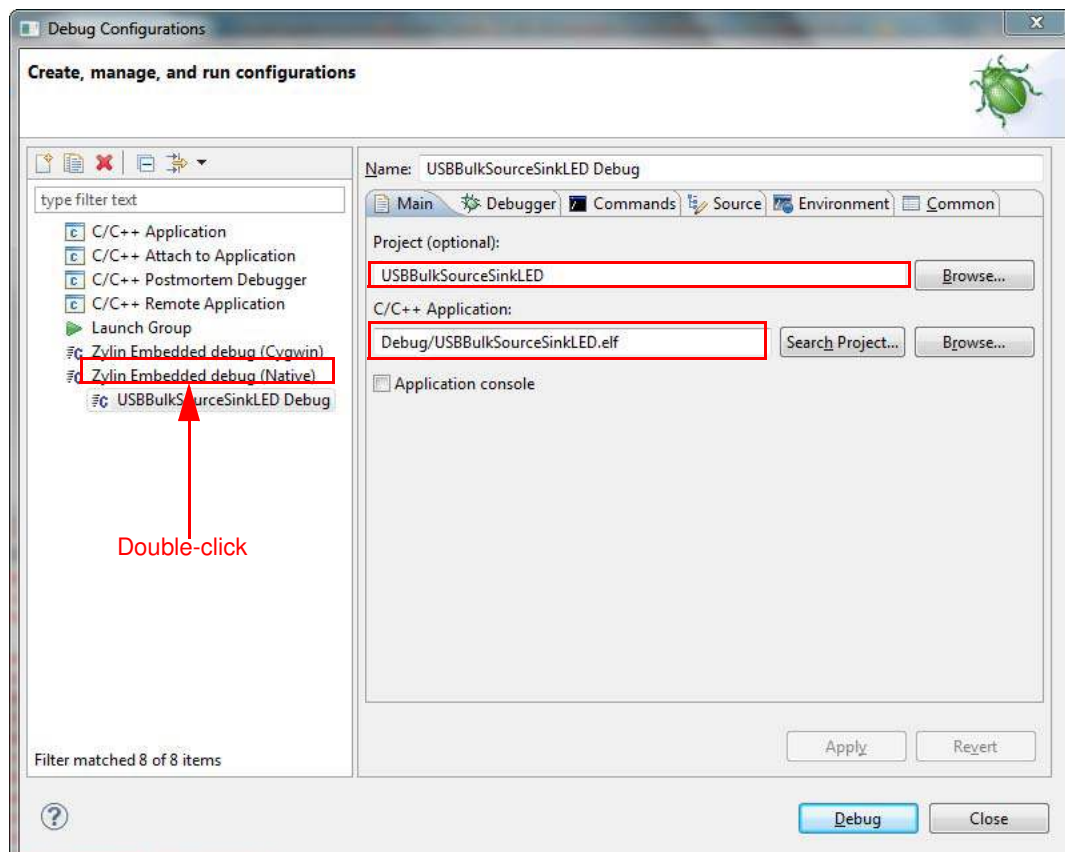 Debug Configurations
x
Create, manage, and run configurations
type filter text
C/C++ Application
C/C++ Attach to Application
C/C++ Postmortem Debugger
C/C++ Remote Application
Launch Group
Zylin Embedded debug (Cygwin)
Zylin Embedded debug (Native)
USBBulkSourceSinkLED Debug
Double-click
Filter matched 8 of 8 items
Name: USBBulkSourceSinkLED Debug
Main Debugger Commands Source Environment Common
Project (optional):
USBBulkSourceSinkLED Browse...
C/C++ Application:
Debug/USBBulkSourceSinkLED.elf Search Project... Browse...
Application console
Apply Revert
? Debug Close